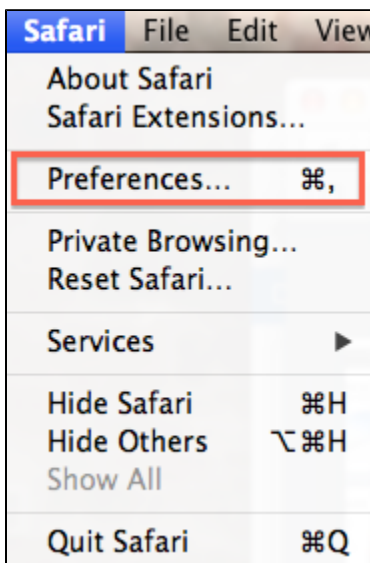 Safari File Edit View
About Safari
Safari Extensions...
Preferences... ⌘,
Private Browsing...
Reset Safari...
Services ▶
Hide Safari ⌘H
Hide Others ⌥⌘H
Show All
Quit Safari ⌘Q